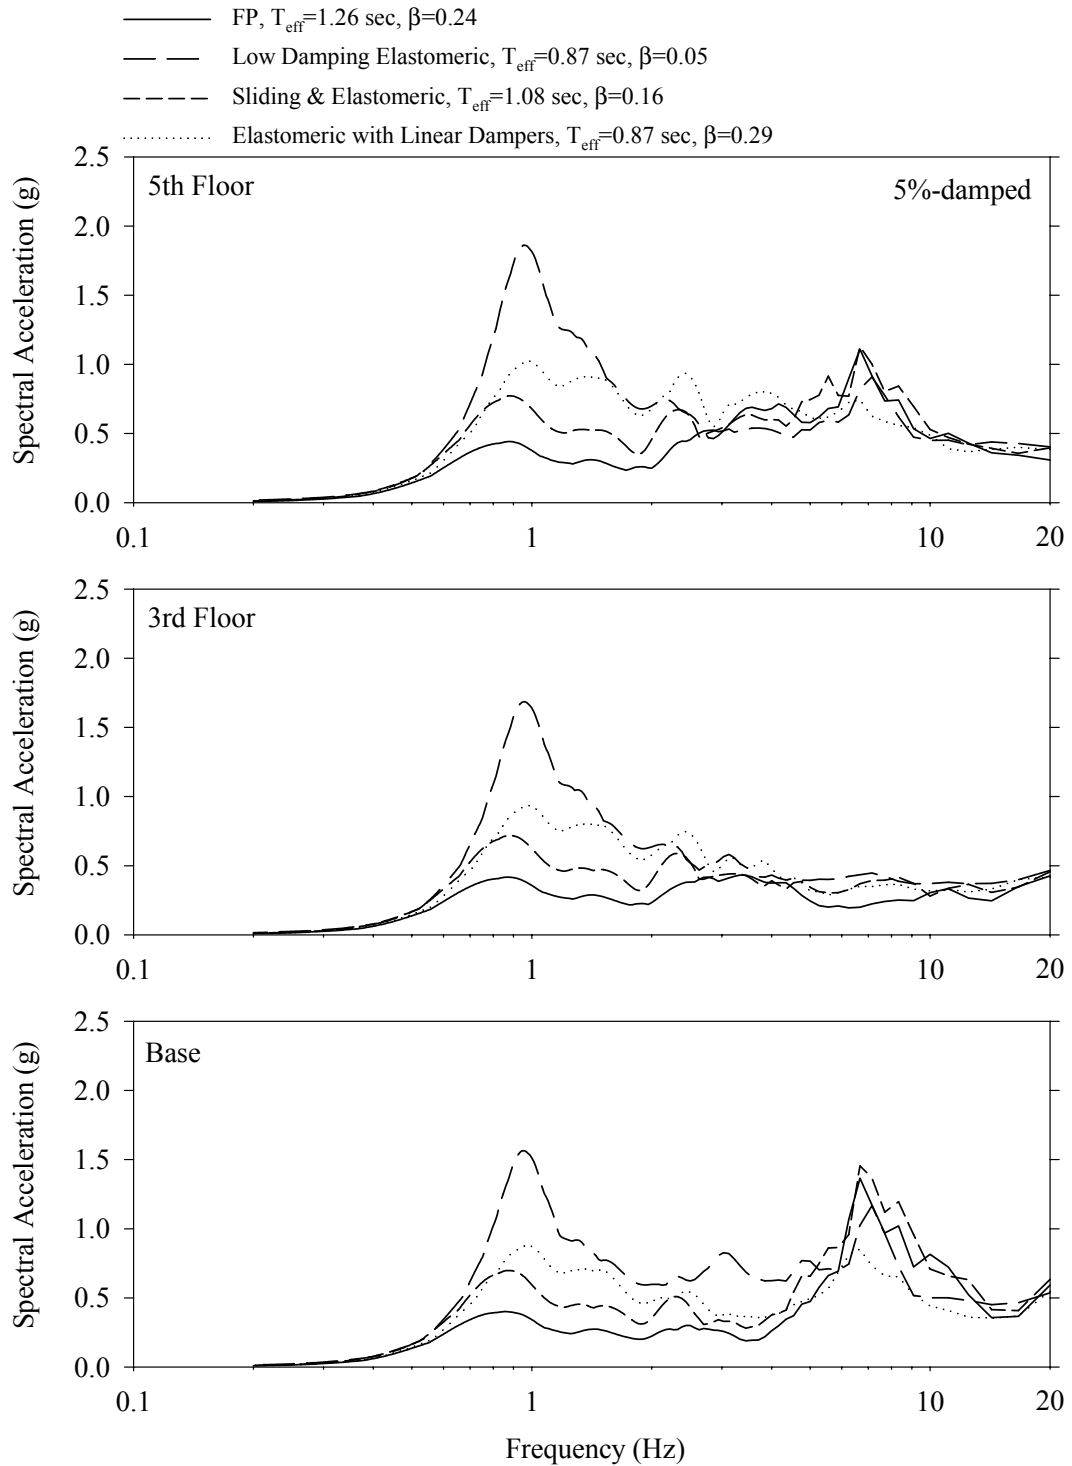 FP, Teff=1.26 sec, β=0.24
Low Damping Elastomeric, Teff=0.87 sec, β=0.05
Sliding & Elastomeric, Teff=1.08 sec, β=0.16
Elastomeric with Linear Dampers, Teff=0.87 sec, β=0.29
Spectral Acceleration (g)
2.5
5th Floor
5%-damped
2.0
1.5
1.0
0.5
0.0
0.1 1 10 20
Spectral Acceleration (g)
2.5
3rd Floor
2.0
1.5
1.0
0.5
0.0
0.1 1 10 20
Spectral Acceleration (g)
2.5
Base
2.0
1.5
1.0
0.5
0.0
0.1 1 10 20
Frequency (Hz)